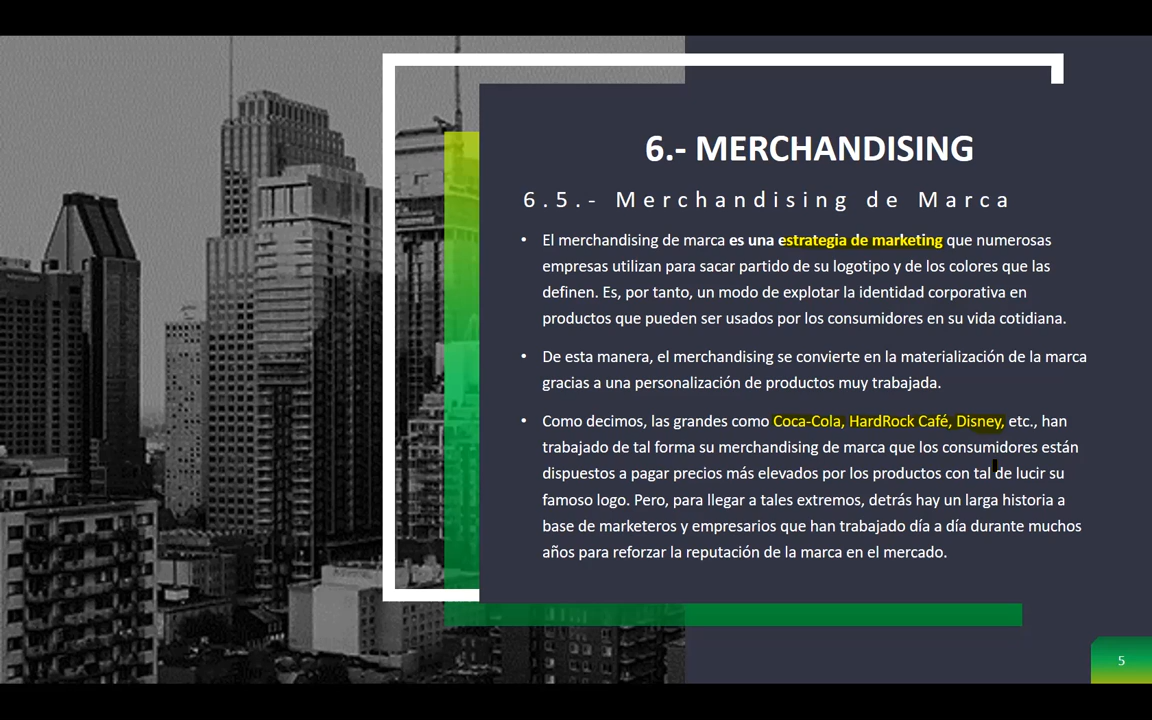 6.- MERCHANDISING
6.5.- Merchandising de Marca
• El merchandising de marca es una estrategia de marketing que numerosas
empresas utilizan para sacar partido de su logotipo y de los colores que las
definen. Es, por tanto, un modo de explotar la identidad corporativa en
productos que pueden ser usados por los consumidores en su vida cotidiana.
• De esta manera, el merchandising se convierte en la materialización de la marca
gracias a una personalización de productos muy trabajada.
• Como decimos, las grandes como Coca-Cola, HardRock Café, Disney, etc., han
trabajado de tal forma su merchandising de marca que los consumidores están
dispuestos a pagar precios más elevados por los productos con tal de lucir su
famoso logo. Pero, para llegar a tales extremos, detrás hay un larga historia a
base de marketeros y empresarios que han trabajado día a día durante muchos
años para reforzar la reputación de la marca en el mercado.
5